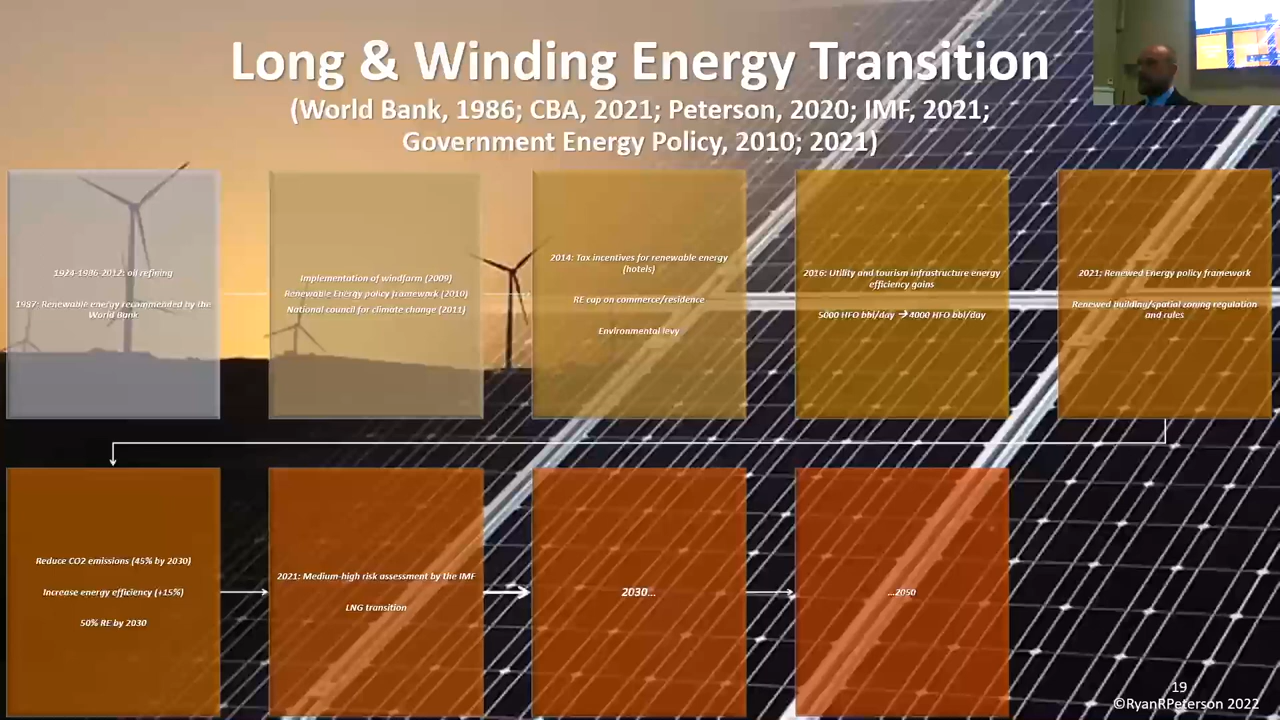 Long & Winding Energy Transition
(World Bank, 1986; CBA, 2021; Peterson, 2020; IMF, 2021;
Government Energy Policy, 2010; 2021)
1924-1986-2012: oil refining
1987: Renewable energy recommended by the
World Bank
Implementation of windfarm (2009)
Renewable Energy policy framework (2010)
National council for climate change (2011)
2014: Tax incentives for renewable energy
(hotels)
RE cap on commerce/residence
Environmental levy
2016: Utility and tourism infrastructure energy
efficiency gains
5000 HFO bbl/day → 4000 HFO bbl/day
2021: Renewed Energy policy framework
Renewed building/spatial zoning regulation
and rules
Reduce CO2 emissions (45% by 2030)
Increase energy efficiency (+15%)
50% RE by 2030
2021: Medium-high risk assessment by the IMF
LNG transition
2030...
...2050
19
©RyanRPeterson 2022